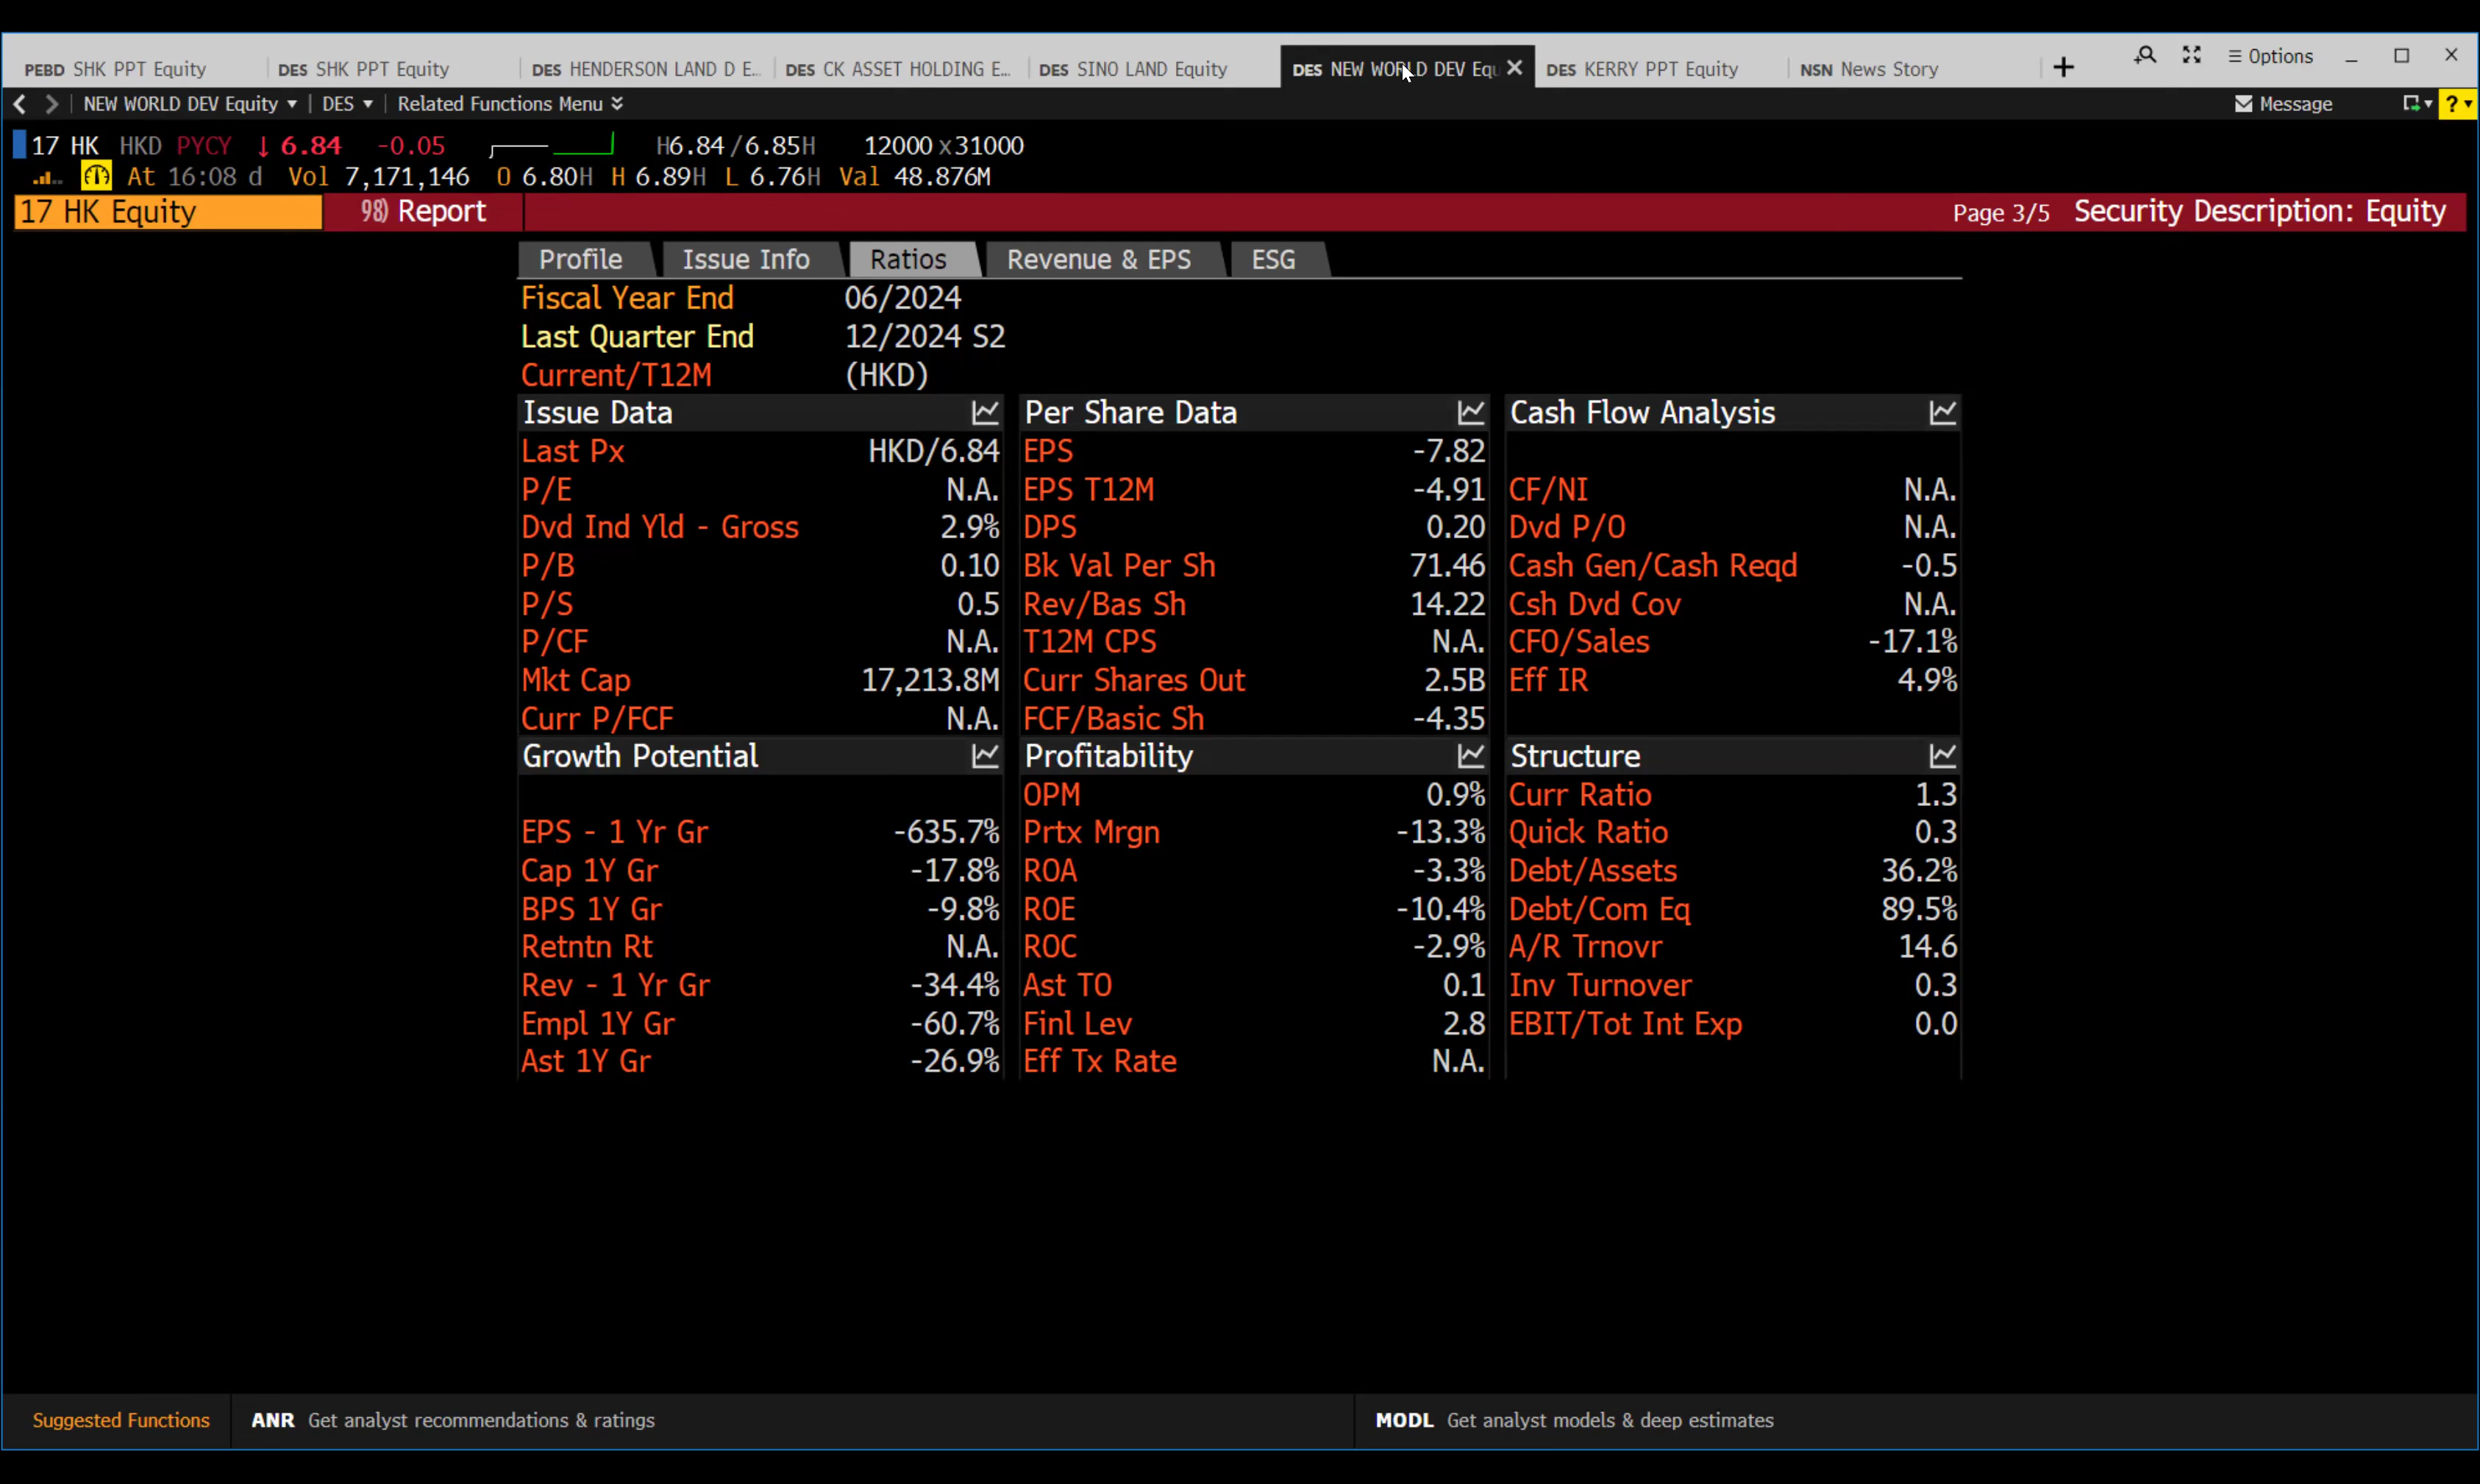 PEBD SHK PPT Equity DES SHK PPT Equity DES HENDERSON LAND D E... DES CK ASSET HOLDING E... DES SINO LAND Equity DES NEW WORLD DEV Equ DES KERRY PPT Equity NSN News Story + Options
NEW WORLD DEV Equity DES Related Functions Menu Message ?
17 HK HKD PYCY ↓ 6.84 -0.05 H6.84 /6.85H 12000 x 31000
At 16:08 d Vol 7,171,146 O 6.80H H 6.89H L 6.76H Val 48.876M
17 HK Equity 98) Report Page 3/5 Security Description: Equity
Profile Issue Info Ratios Revenue & EPS ESG
Fiscal Year End 06/2024
Last Quarter End 12/2024 S2
Current/T12M (HKD)
Issue Data Per Share Data Cash Flow Analysis
Last Px HKD/6.84 EPS -7.82
P/E N.A. EPS T12M -4.91 CF/NI N.A.
Dvd Ind Yld - Gross 2.9% DPS 0.20 Dvd P/O N.A.
P/B 0.10 Bk Val Per Sh 71.46 Cash Gen/Cash Reqd -0.5
P/S 0.5 Rev/Bas Sh 14.22 Csh Dvd Cov N.A.
P/CF N.A. T12M CPS N.A. CFO/Sales -17.1%
Mkt Cap 17,213.8M Curr Shares Out 2.5B Eff IR 4.9%
Curr P/FCF N.A. FCF/Basic Sh -4.35
Growth Potential Profitability Structure
OPM 0.9% Curr Ratio 1.3
EPS - 1 Yr Gr -635.7% Prtx Mrgn -13.3% Quick Ratio 0.3
Cap 1Y Gr -17.8% ROA -3.3% Debt/Assets 36.2%
BPS 1Y Gr -9.8% ROE -10.4% Debt/Com Eq 89.5%
Retntn Rt N.A. ROC -2.9% A/R Trnovr 14.6
Rev - 1 Yr Gr -34.4% Ast TO 0.1 Inv Turnover 0.3
Empl 1Y Gr -60.7% Finl Lev 2.8 EBIT/Tot Int Exp 0.0
Ast 1Y Gr -26.9% Eff Tx Rate N.A.
Suggested Functions ANR Get analyst recommendations & ratings MODL Get analyst models & deep estimates